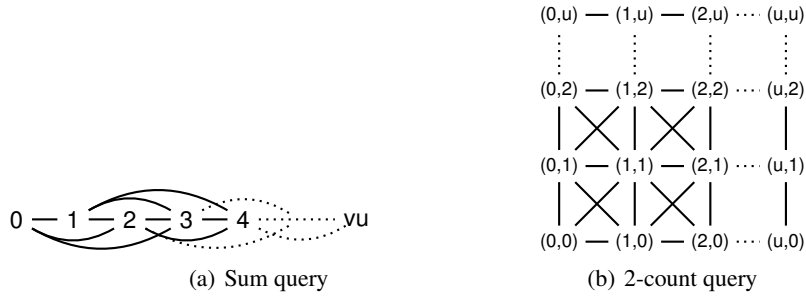 (0,u) (1,u) (2,u) (u,u)
(0,2) (1,2) (2,2) (u,2)
(0,1) (1,1) (2,1) (u,1)
(0,0) (1,0) (2,0) (u,0)
0 1 2 3 4 vu
(a) Sum query
(b) 2-count query